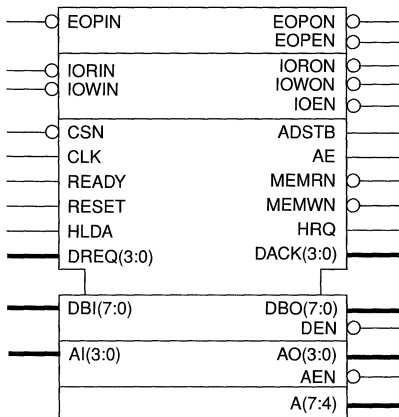 EOPIN EOPON
EOPEN
IORIN IORON
IOWIN IOWON
IOEN
CSN ADSTB
CLK AE
READY MEMRN
RESET MEMWN
HLDA HRQ
DREQ(3:0) DACK(3:0)
DBI(7:0) DBO(7:0)
DEN
AI(3:0) AO(3:0)
AEN
A(7:4)